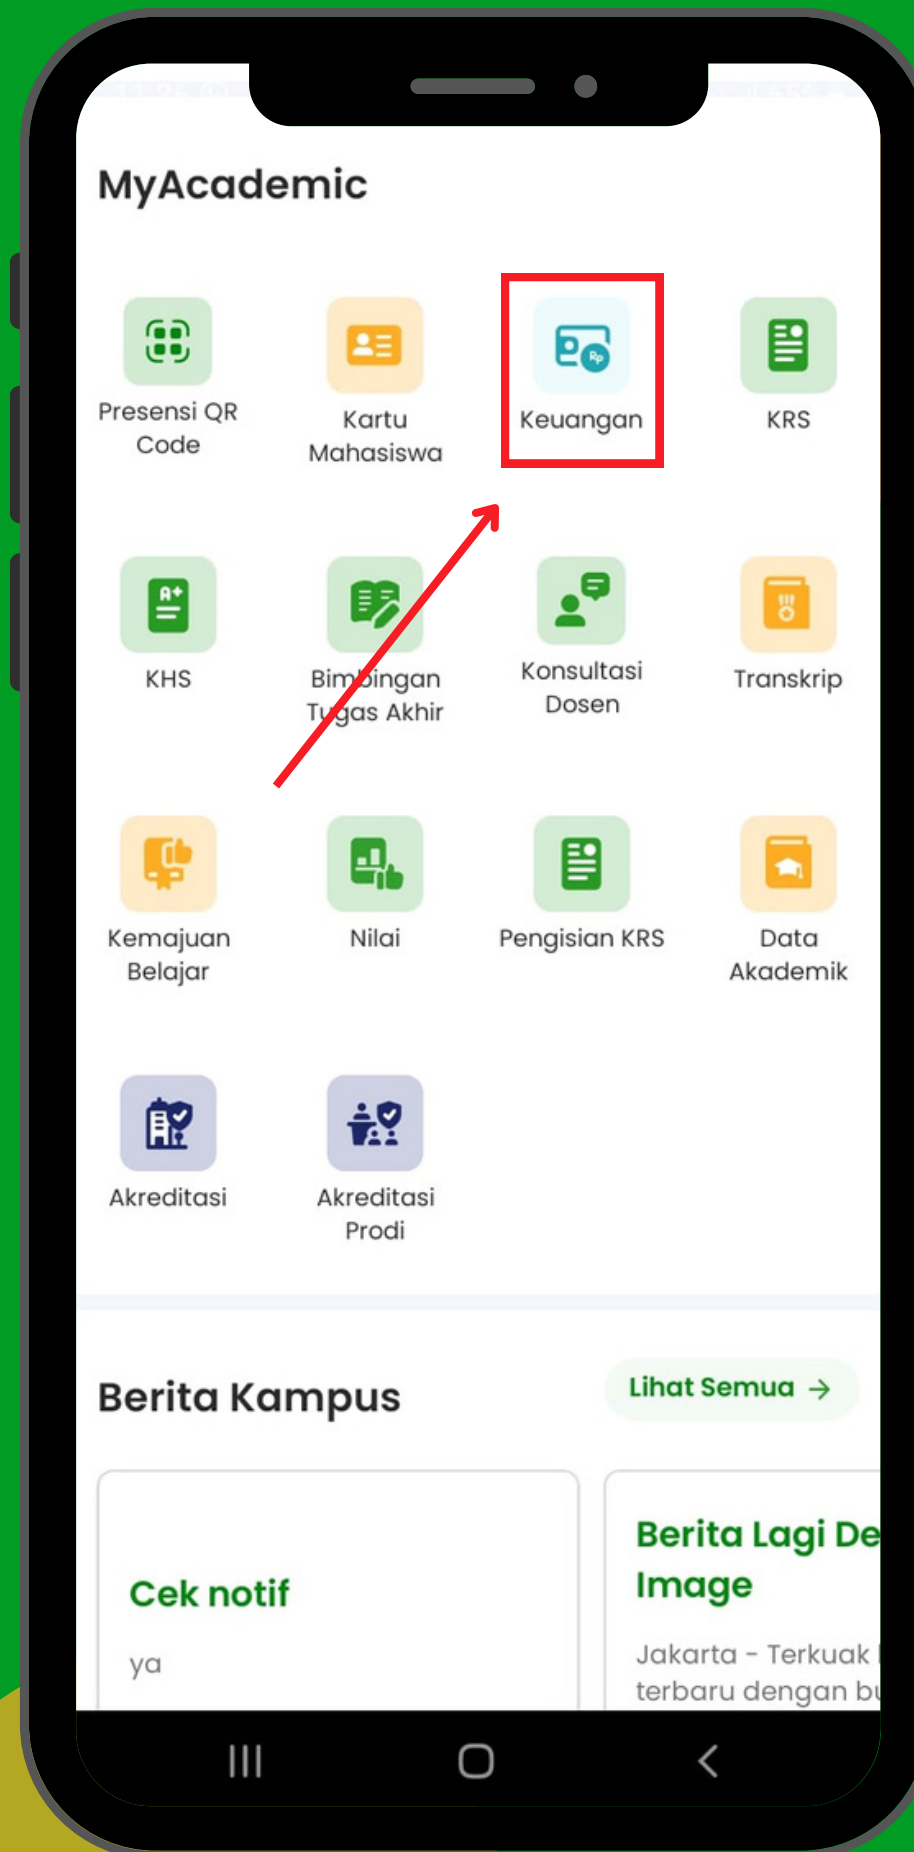 MyAcademic
Presensi QR
Code
Kartu
Mahasiswa
Rp
Keuangan
KRS
A+
KHS
Bimbingan
Tugas Akhir
Konsultasi
Dosen
Transkrip
Kemajuan
Belajar
Nilai
Pengisian KRS
Data
Akademik
Akreditasi
Akreditasi
Prodi
Berita Kampus
Lihat Semua →
Cek notif
ya
Berita Lagi De
Image
Jakarta - Terkuak
terbaru dengan bu